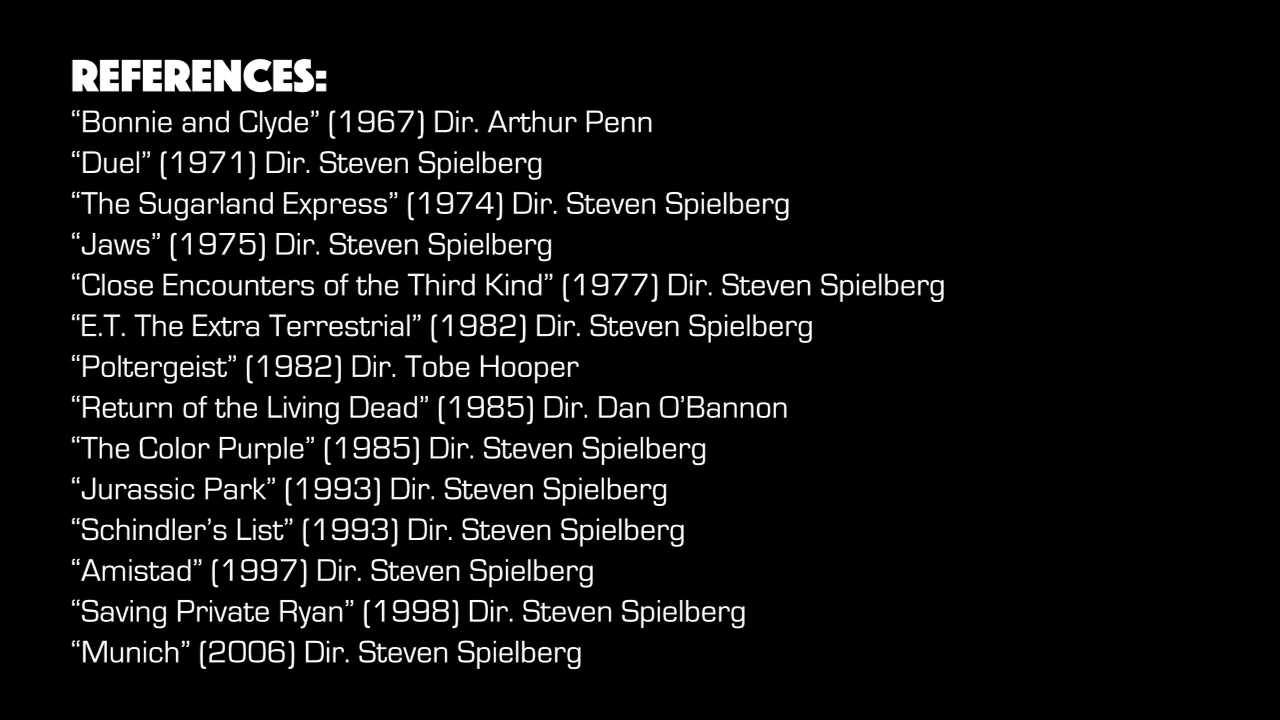 REFERENCES:
“Bonnie and Clyde” (1967) Dir. Arthur Penn
“Duel” (1971) Dir. Steven Spielberg
“The Sugarland Express” (1974) Dir. Steven Spielberg
“Jaws” (1975) Dir. Steven Spielberg
“Close Encounters of the Third Kind” (1977) Dir. Steven Spielberg
“E.T. The Extra Terrestrial” (1982) Dir. Steven Spielberg
“Poltergeist” (1982) Dir. Tobe Hooper
“Return of the Living Dead” (1985) Dir. Dan O’Bannon
“The Color Purple” (1985) Dir. Steven Spielberg
“Jurassic Park” (1993) Dir. Steven Spielberg
“Schindler’s List” (1993) Dir. Steven Spielberg
“Amistad” (1997) Dir. Steven Spielberg
“Saving Private Ryan” (1998) Dir. Steven Spielberg
“Munich” (2006) Dir. Steven Spielberg